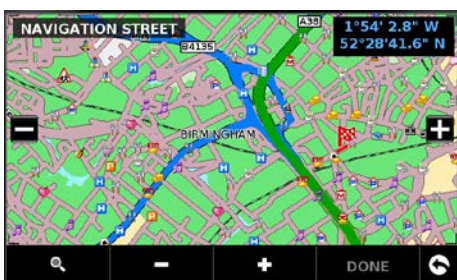 NAVIGATION STREET
A38
1°54' 2.8" W
52°28'41.6" N
B4135
BIRMINGHAM
DONE